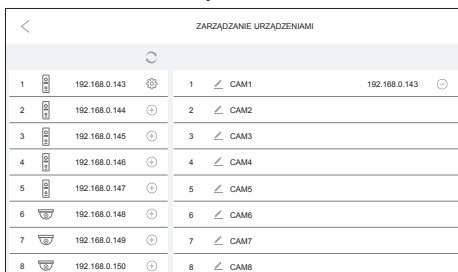 ZARZĄDZANIE URZĄDZENIAMI
1 192.168.0.143 1 CAM1 192.168.0.143
2 192.168.0.144 2 CAM2
3 192.168.0.145 3 CAM3
4 192.168.0.146 4 CAM4
5 192.168.0.147 5 CAM5
6 192.168.0.148 6 CAM6
7 192.168.0.149 7 CAM7
8 192.168.0.150 8 CAM8